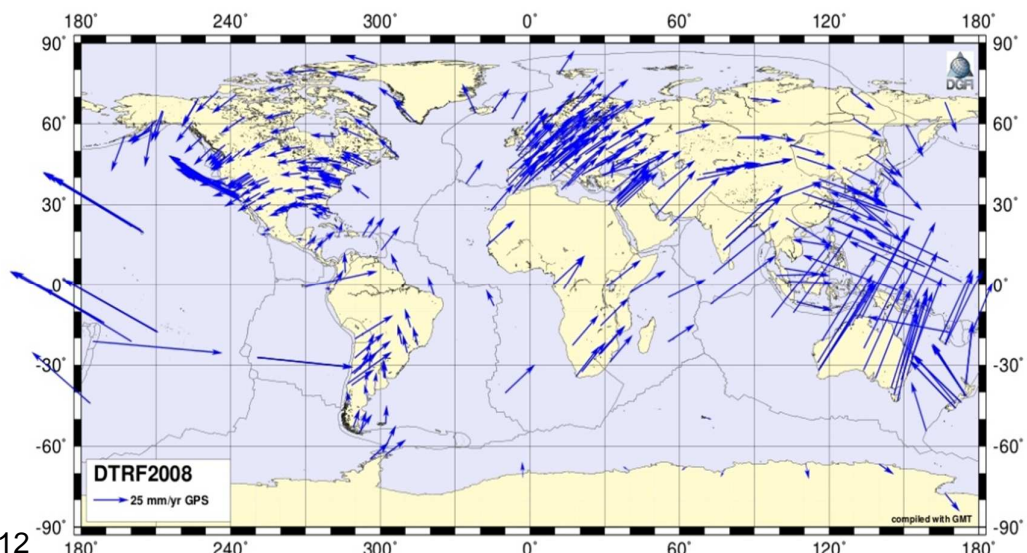 180˚ 240˚ 300˚ 0˚ 60˚ 120˚ 180˚
90˚ 90˚
DGFI
60˚ 60˚
30˚ 30˚
0˚ 0˚
-30˚ -30˚
-60˚ -60˚
DTRF2008
25 mm/yr GPS
compiled with GMT
-90˚ -90˚
180˚ 240˚ 300˚ 0˚ 60˚ 120˚ 180˚
12